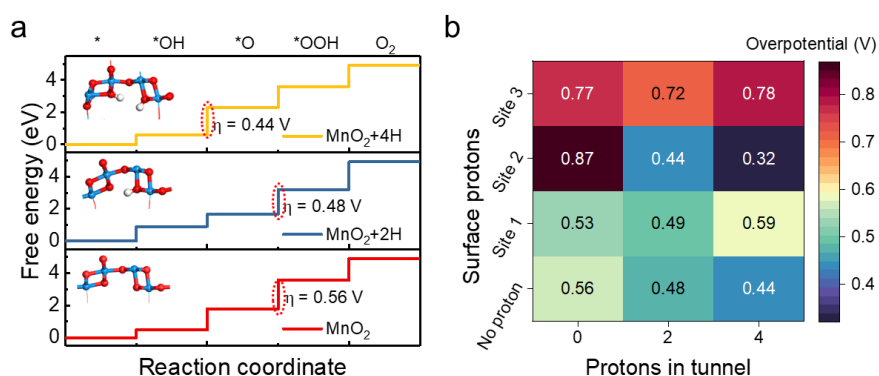 a
* *OH *O *OOH O₂
Free energy (eV)
4
2
0
η = 0.44 V
MnO₂+4H
4
2
0
η = 0.48 V
MnO₂+2H
4
2
0
η = 0.56 V
MnO₂
Reaction coordinate
b
Overpotential (V)
Surface protons
Site 3 0.77 0.72 0.78
Site 2 0.87 0.44 0.32
Site 1 0.53 0.49 0.59
No proton 0.56 0.48 0.44
0 2 4
Protons in tunnel
0.8
0.7
0.6
0.5
0.4